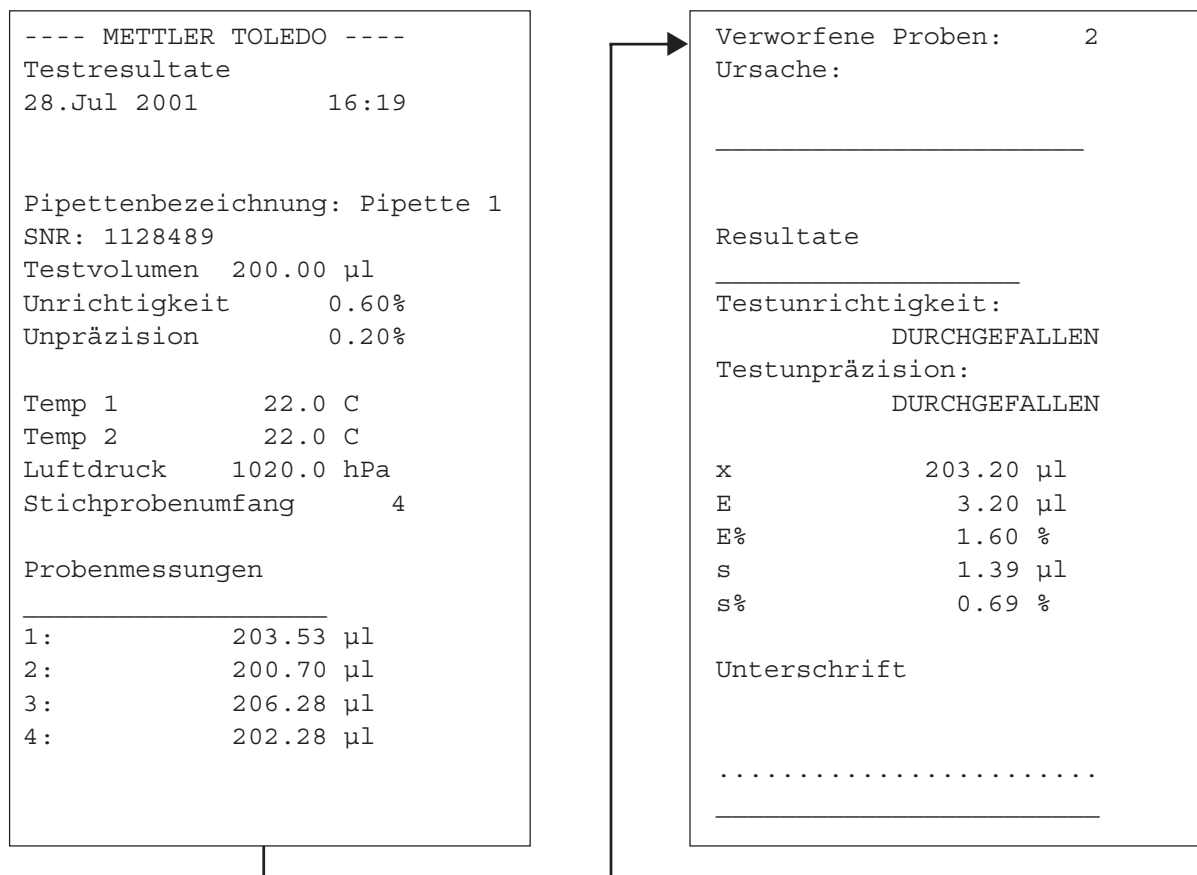 ---- METTLER TOLEDO ----
Testresultate
28.Jul 2001 16:19
Pipettenbezeichnung: Pipette 1
SNR: 1128489
Testvolumen 200.00 µl
Unrichtigkeit 0.60%
Unpräzision 0.20%
Temp 1 22.0 C
Temp 2 22.0 C
Luftdruck 1020.0 hPa
Stichprobenumfang 4
Probenmessungen
___________________
1: 203.53 µl
2: 200.70 µl
3: 206.28 µl
4: 202.28 µl
Verworfene Proben: 2
Ursache:
_______________________
Resultate
___________________
Testunrichtigkeit:
DURCHGEFALLEN
Testunpräzision:
DURCHGEFALLEN
x 203.20 µl
E 3.20 µl
E% 1.60 %
s 1.39 µl
s% 0.69 %
Unterschrift
........................
________________________